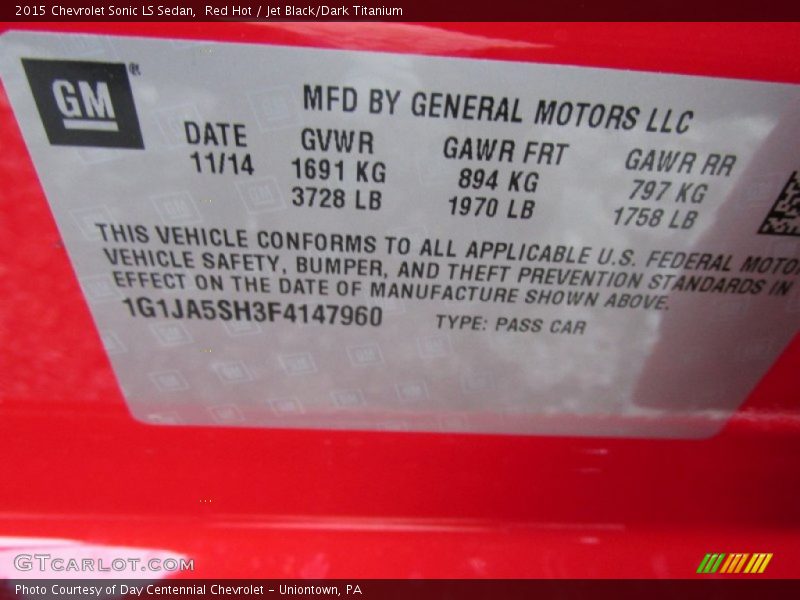 2015 Chevrolet Sonic LS Sedan,  Red Hot / Jet Black/Dark Titanium
GM®
MFD BY GENERAL MOTORS LLC
DATE GVWR GAWR FRT GAWR RR
11/14 1691 KG 894 KG 797 KG
3728 LB 1970 LB 1758 LB
THIS VEHICLE CONFORMS TO ALL APPLICABLE U.S. FEDERAL MOTO
VEHICLE SAFETY, BUMPER, AND THEFT PREVENTION STANDARDS IN
EFFECT ON THE DATE OF MANUFACTURE SHOWN ABOVE.
1G1JA5SH3F4147960 TYPE: PASS CAR
GTCARLOT.COM
Photo Courtesy of Day Centennial Chevrolet - Uniontown, PA